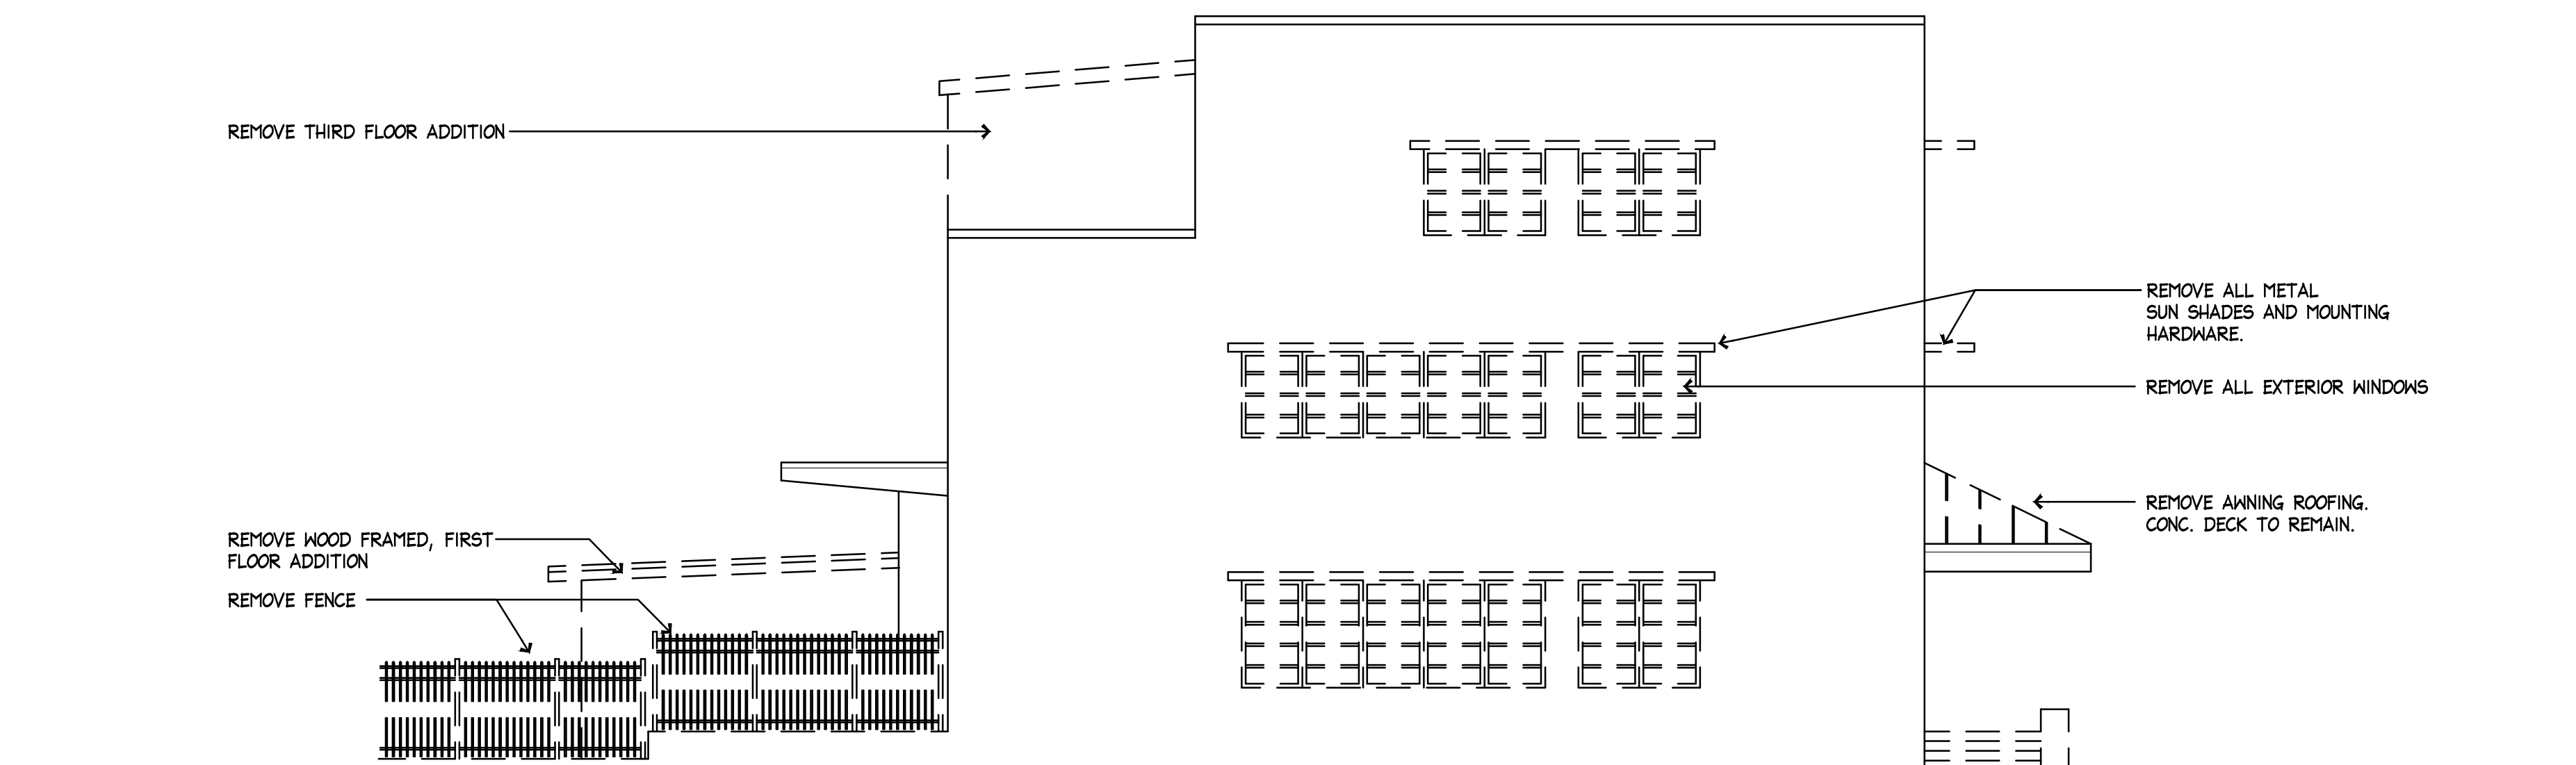 REMOVE THIRD FLOOR ADDITION
REMOVE ALL METAL
SUN SHADES AND MOUNTING
HARDWARE.
REMOVE ALL EXTERIOR WINDOWS
REMOVE AWNING ROOFING.
CONC. DECK TO REMAIN.
REMOVE WOOD FRAMED, FIRST
FLOOR ADDITION
REMOVE FENCE